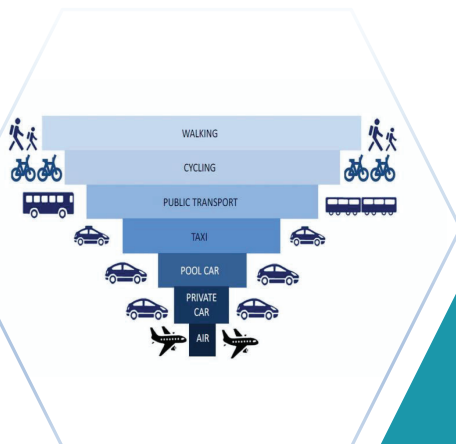 WALKING
CYCLING
PUBLIC TRANSPORT
TAXI
POOL CAR
PRIVATE
CAR
AIR